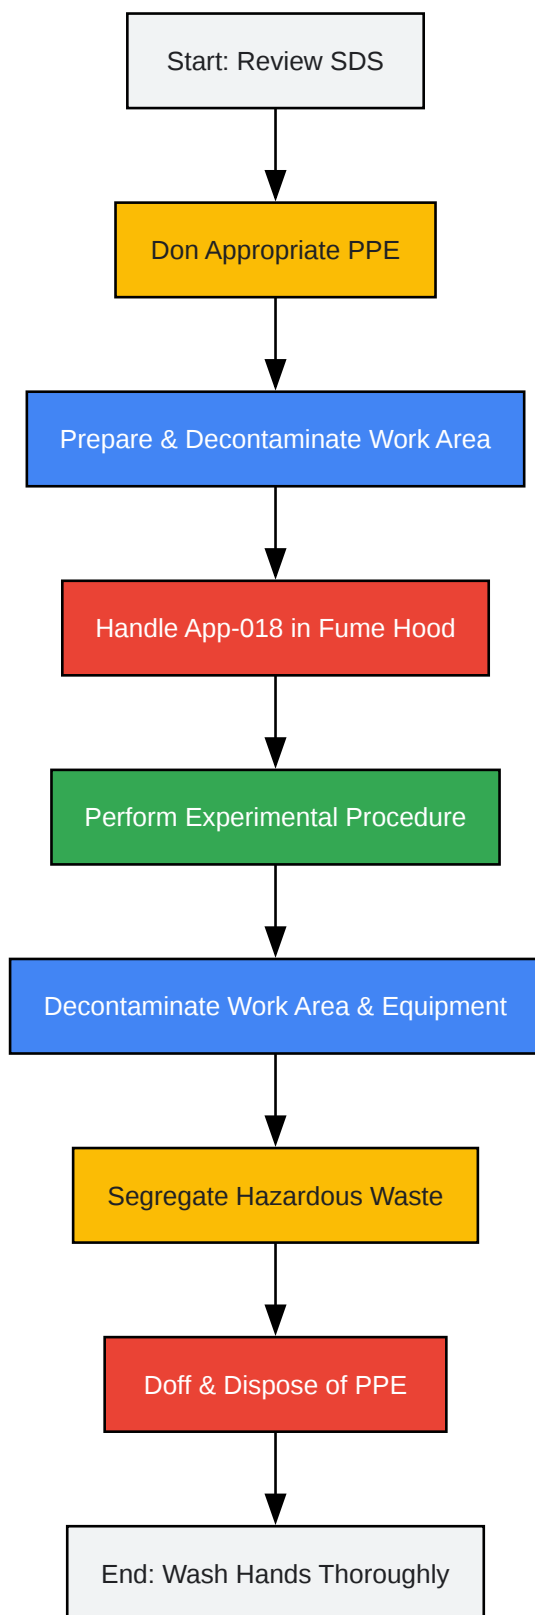 Start: Review SDS
Don Appropriate PPE
Prepare & Decontaminate Work Area
Handle App-018 in Fume Hood
Perform Experimental Procedure
Decontaminate Work Area & Equipment
Segregate Hazardous Waste
Doff & Dispose of PPE
End: Wash Hands Thoroughly